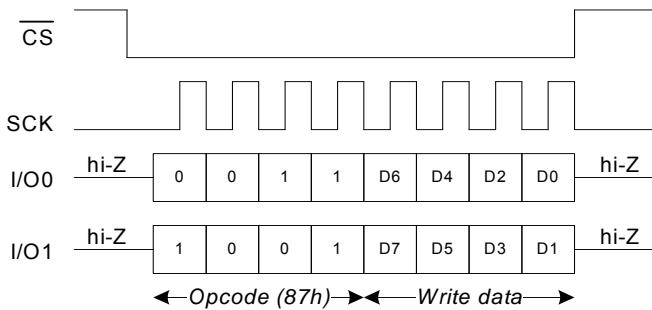 CS
SCK
hi-Z hi-Z
I/O0 0 0 1 1 D6 D4 D2 D0
hi-Z hi-Z
I/O1 1 0 0 1 D7 D5 D3 D1
Opcode (87h) Write data